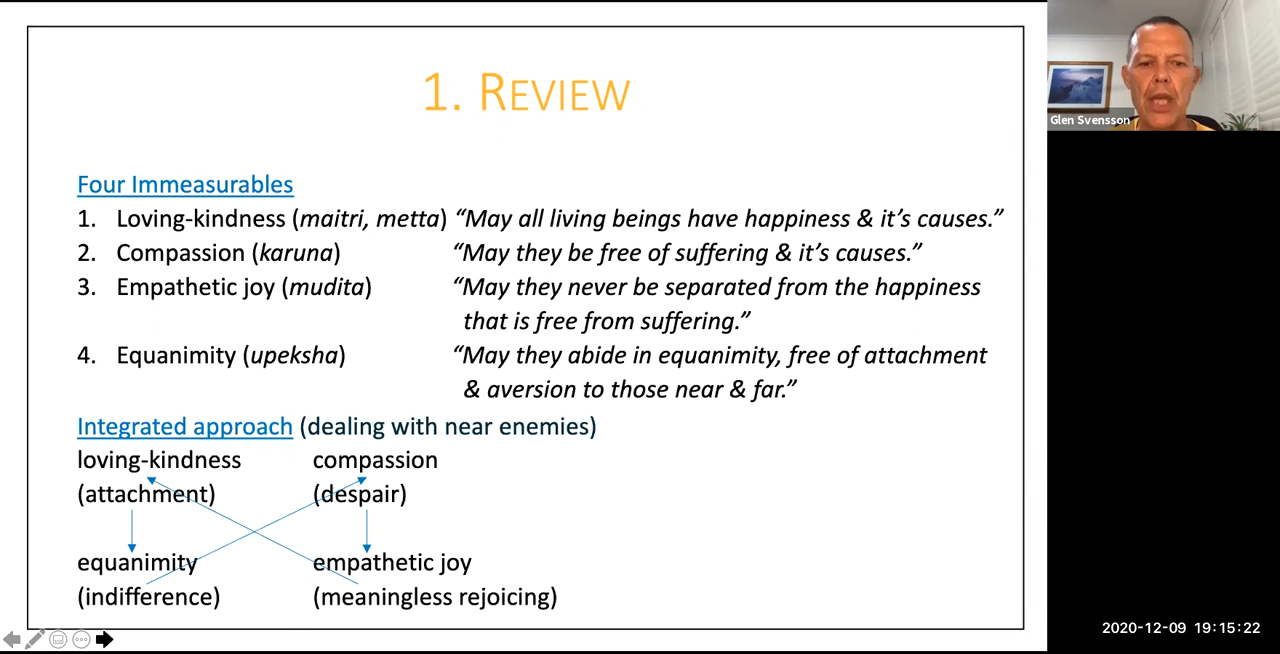 1. REVIEW
Glen Svensson
Four Immeasurables
1. Loving-kindness (maitri, metta) “May all living beings have happiness & it’s causes.”
2. Compassion (karuna) “May they be free of suffering & it’s causes.”
3. Empathetic joy (mudita) “May they never be separated from the happiness
that is free from suffering.”
4. Equanimity (upeksha) “May they abide in equanimity, free of attachment
& aversion to those near & far.”
Integrated approach (dealing with near enemies)
loving-kindness compassion
(attachment) (despair)
equanimity empathetic joy
(indifference) (meaningless rejoicing)
2020-12-09 19:15:22